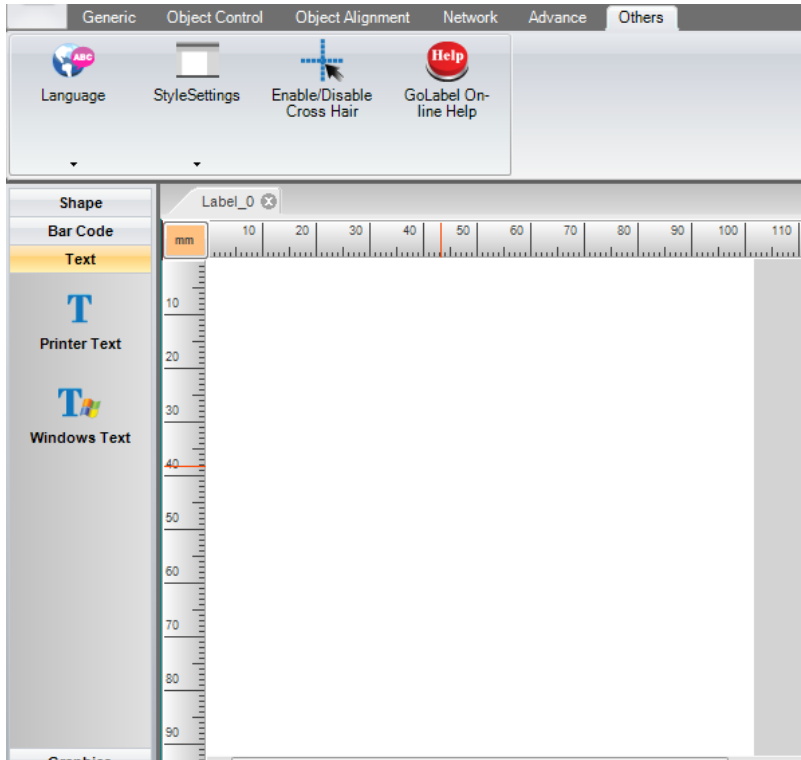 Generic Object Control Object Alignment Network Advance Others
ABC
Help
Language StyleSettings Enable/Disable Cross Hair GoLabel On-line Help
Shape
Label_0
Bar Code
mm 10 20 30 40 50 60 70 80 90 100 110
Text
10
Printer Text
20
30
Windows Text
40
50
60
70
80
90